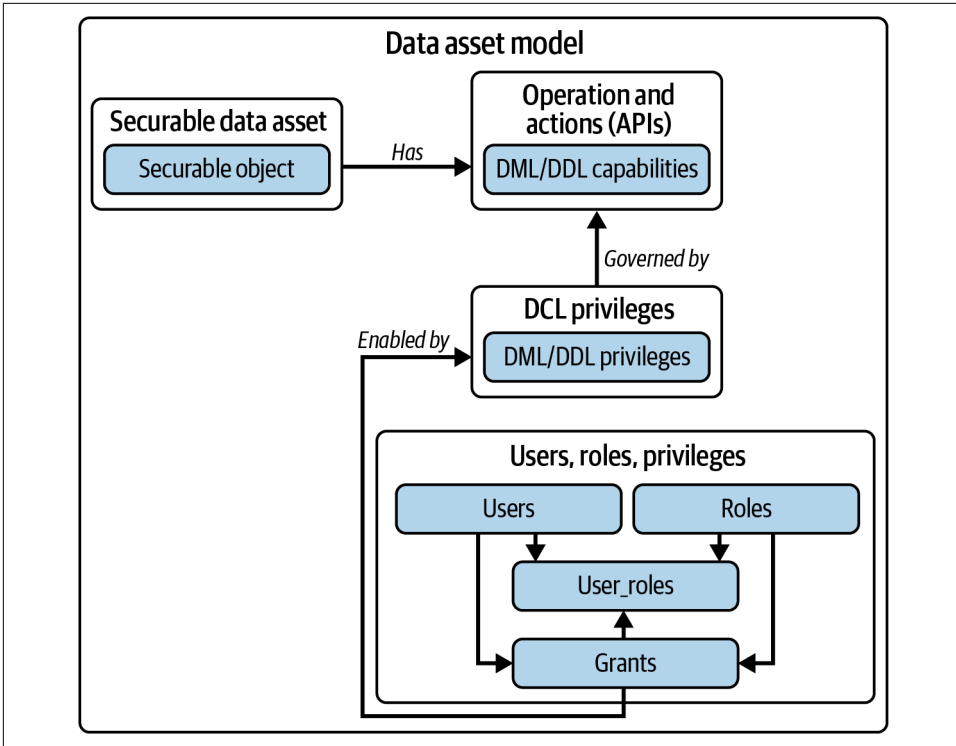 Data asset model
Securable data asset
Securable object
Has
Operation and
actions (APIs)
DML/DDL capabilities
Governed by
DCL privileges
DML/DDL privileges
Enabled by
Users, roles, privileges
Users
Roles
User_roles
Grants